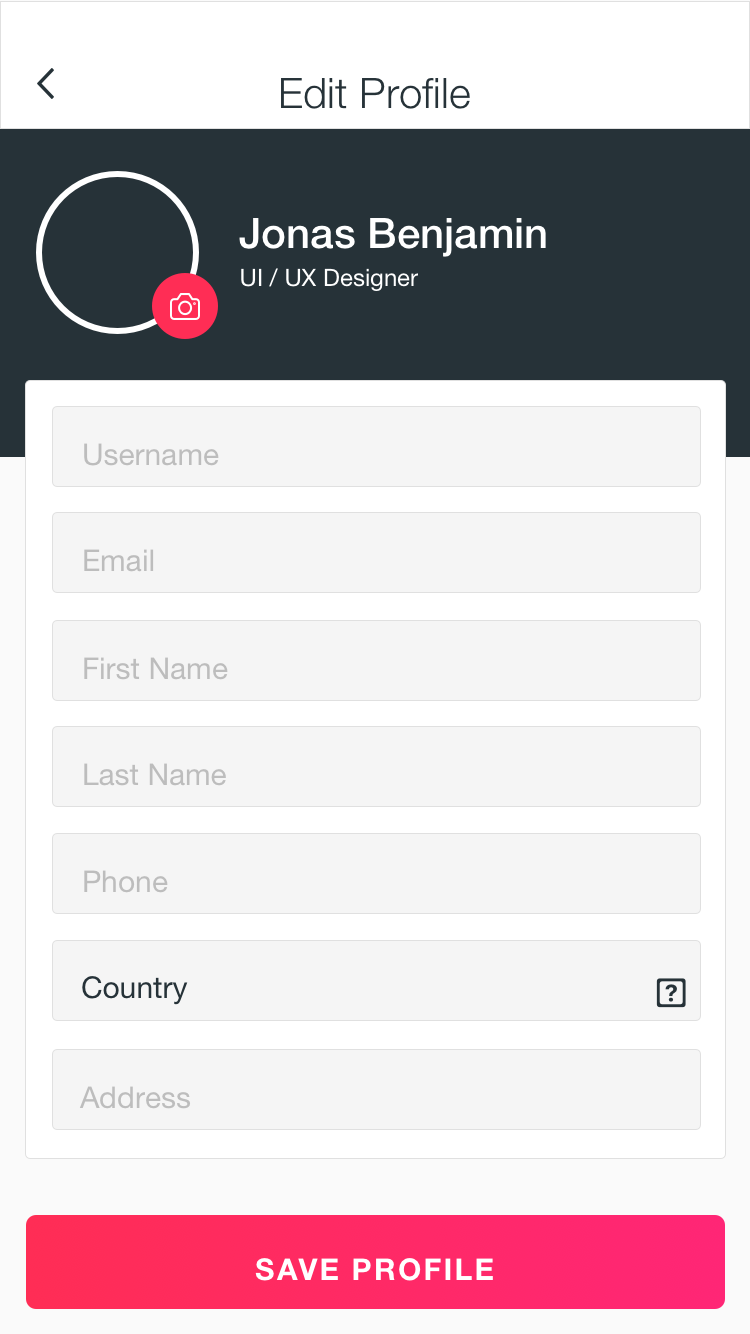 Edit Profile
Jonas Benjamin
UI / UX Designer
Username
Email
First Name
Last Name
Phone
Country
?
Address
SAVE PROFILE